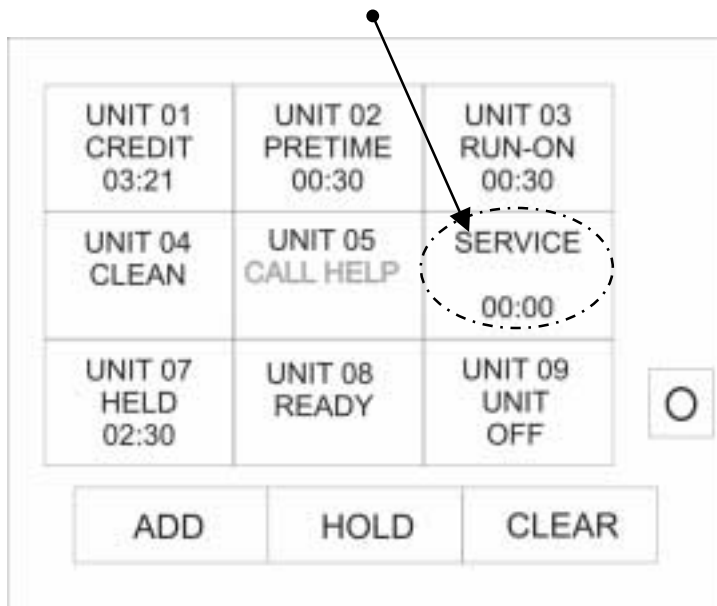 UNIT 01
CREDIT
03:21
UNIT 02
PRETIME
00:30
UNIT 03
RUN-ON
00:30
UNIT 04
CLEAN
UNIT 05
CALL HELP
SERVICE
00:00
UNIT 07
HELD
02:30
UNIT 08
READY
UNIT 09
UNIT
OFF
O
ADD
HOLD
CLEAR